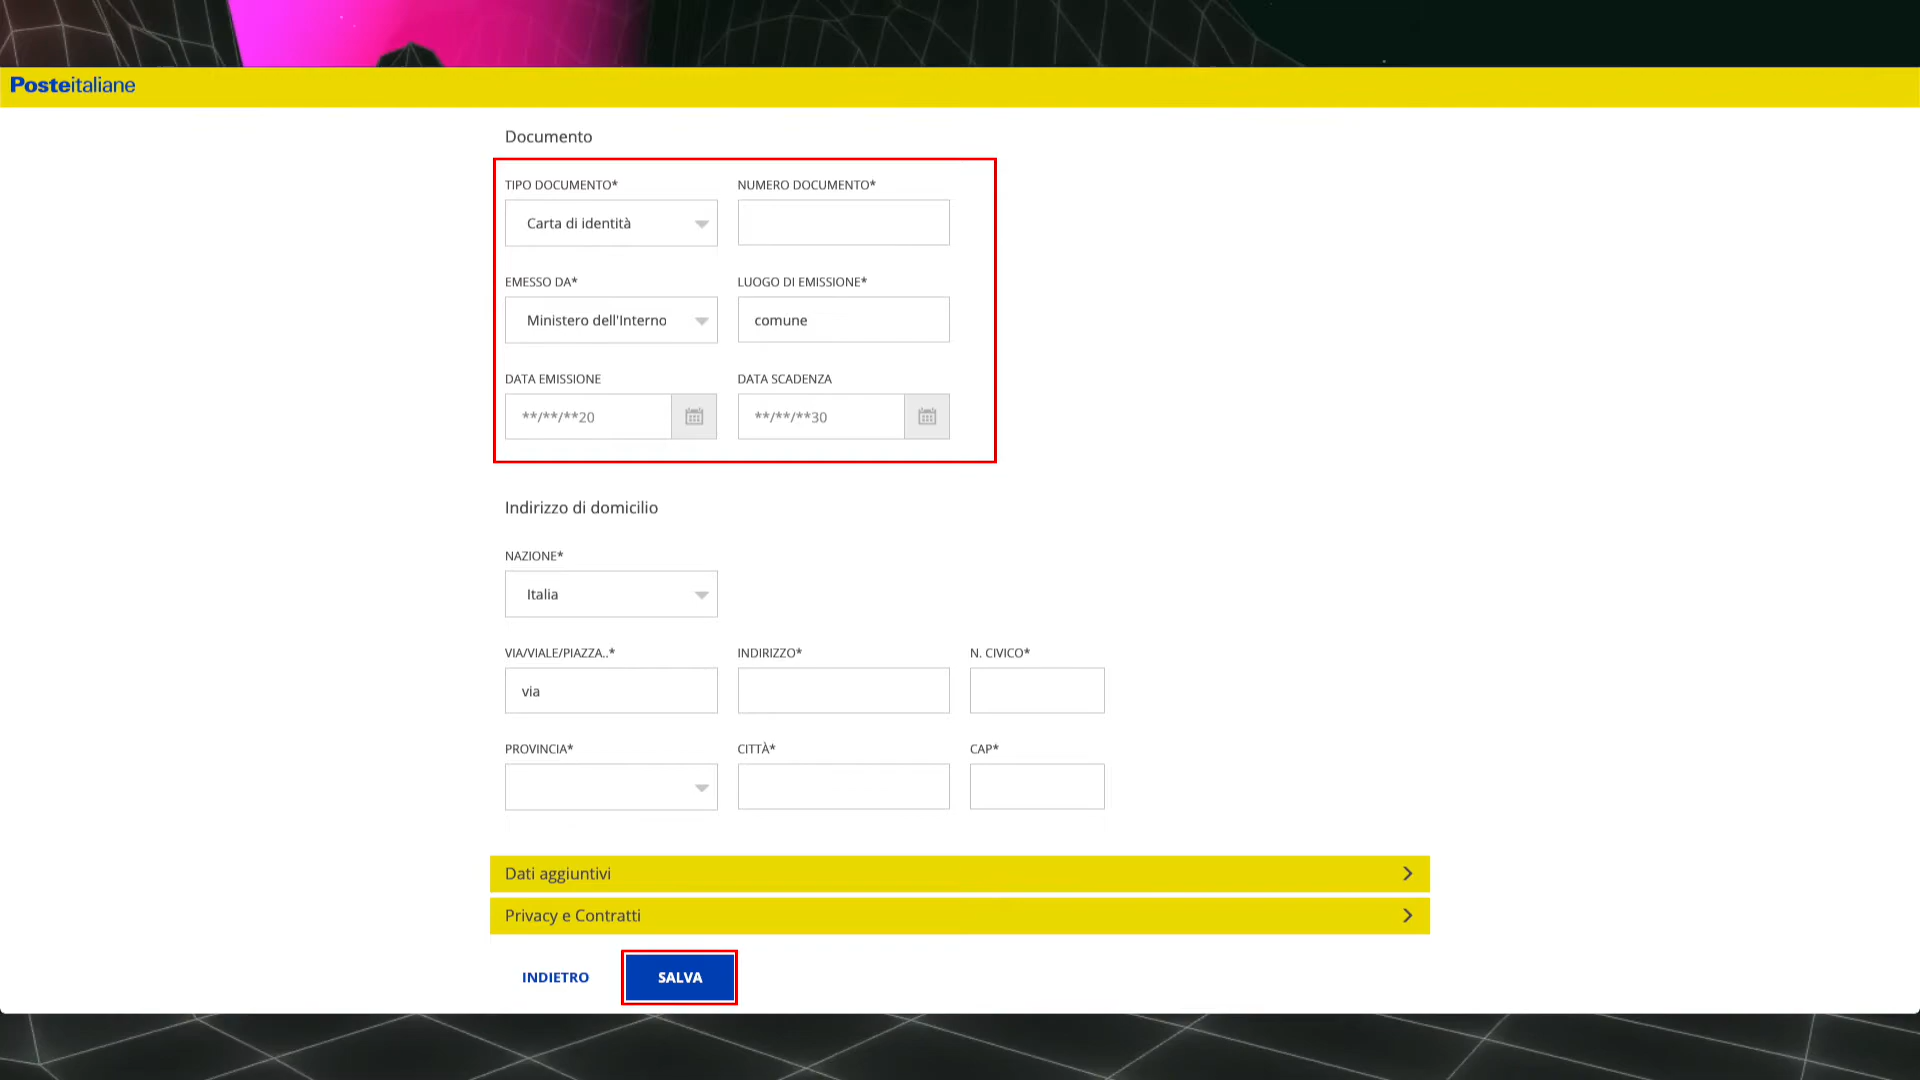 Posteitaliane
Documento
TIPO DOCUMENTO* NUMERO DOCUMENTO*
Carta di identità
EMESSO DA* LUOGO DI EMISSIONE*
Ministero dell'Interno comune
DATA EMISSIONE DATA SCADENZA
**/**/**20 **/**/**30
Indirizzo di domicilio
NAZIONE*
Italia
VIA/VIALE/PIAZZA..* INDIRIZZO* N. CIVICO*
via
PROVINCIA* CITTÀ* CAP*
Dati aggiuntivi
Privacy e Contratti
INDIETRO SALVA